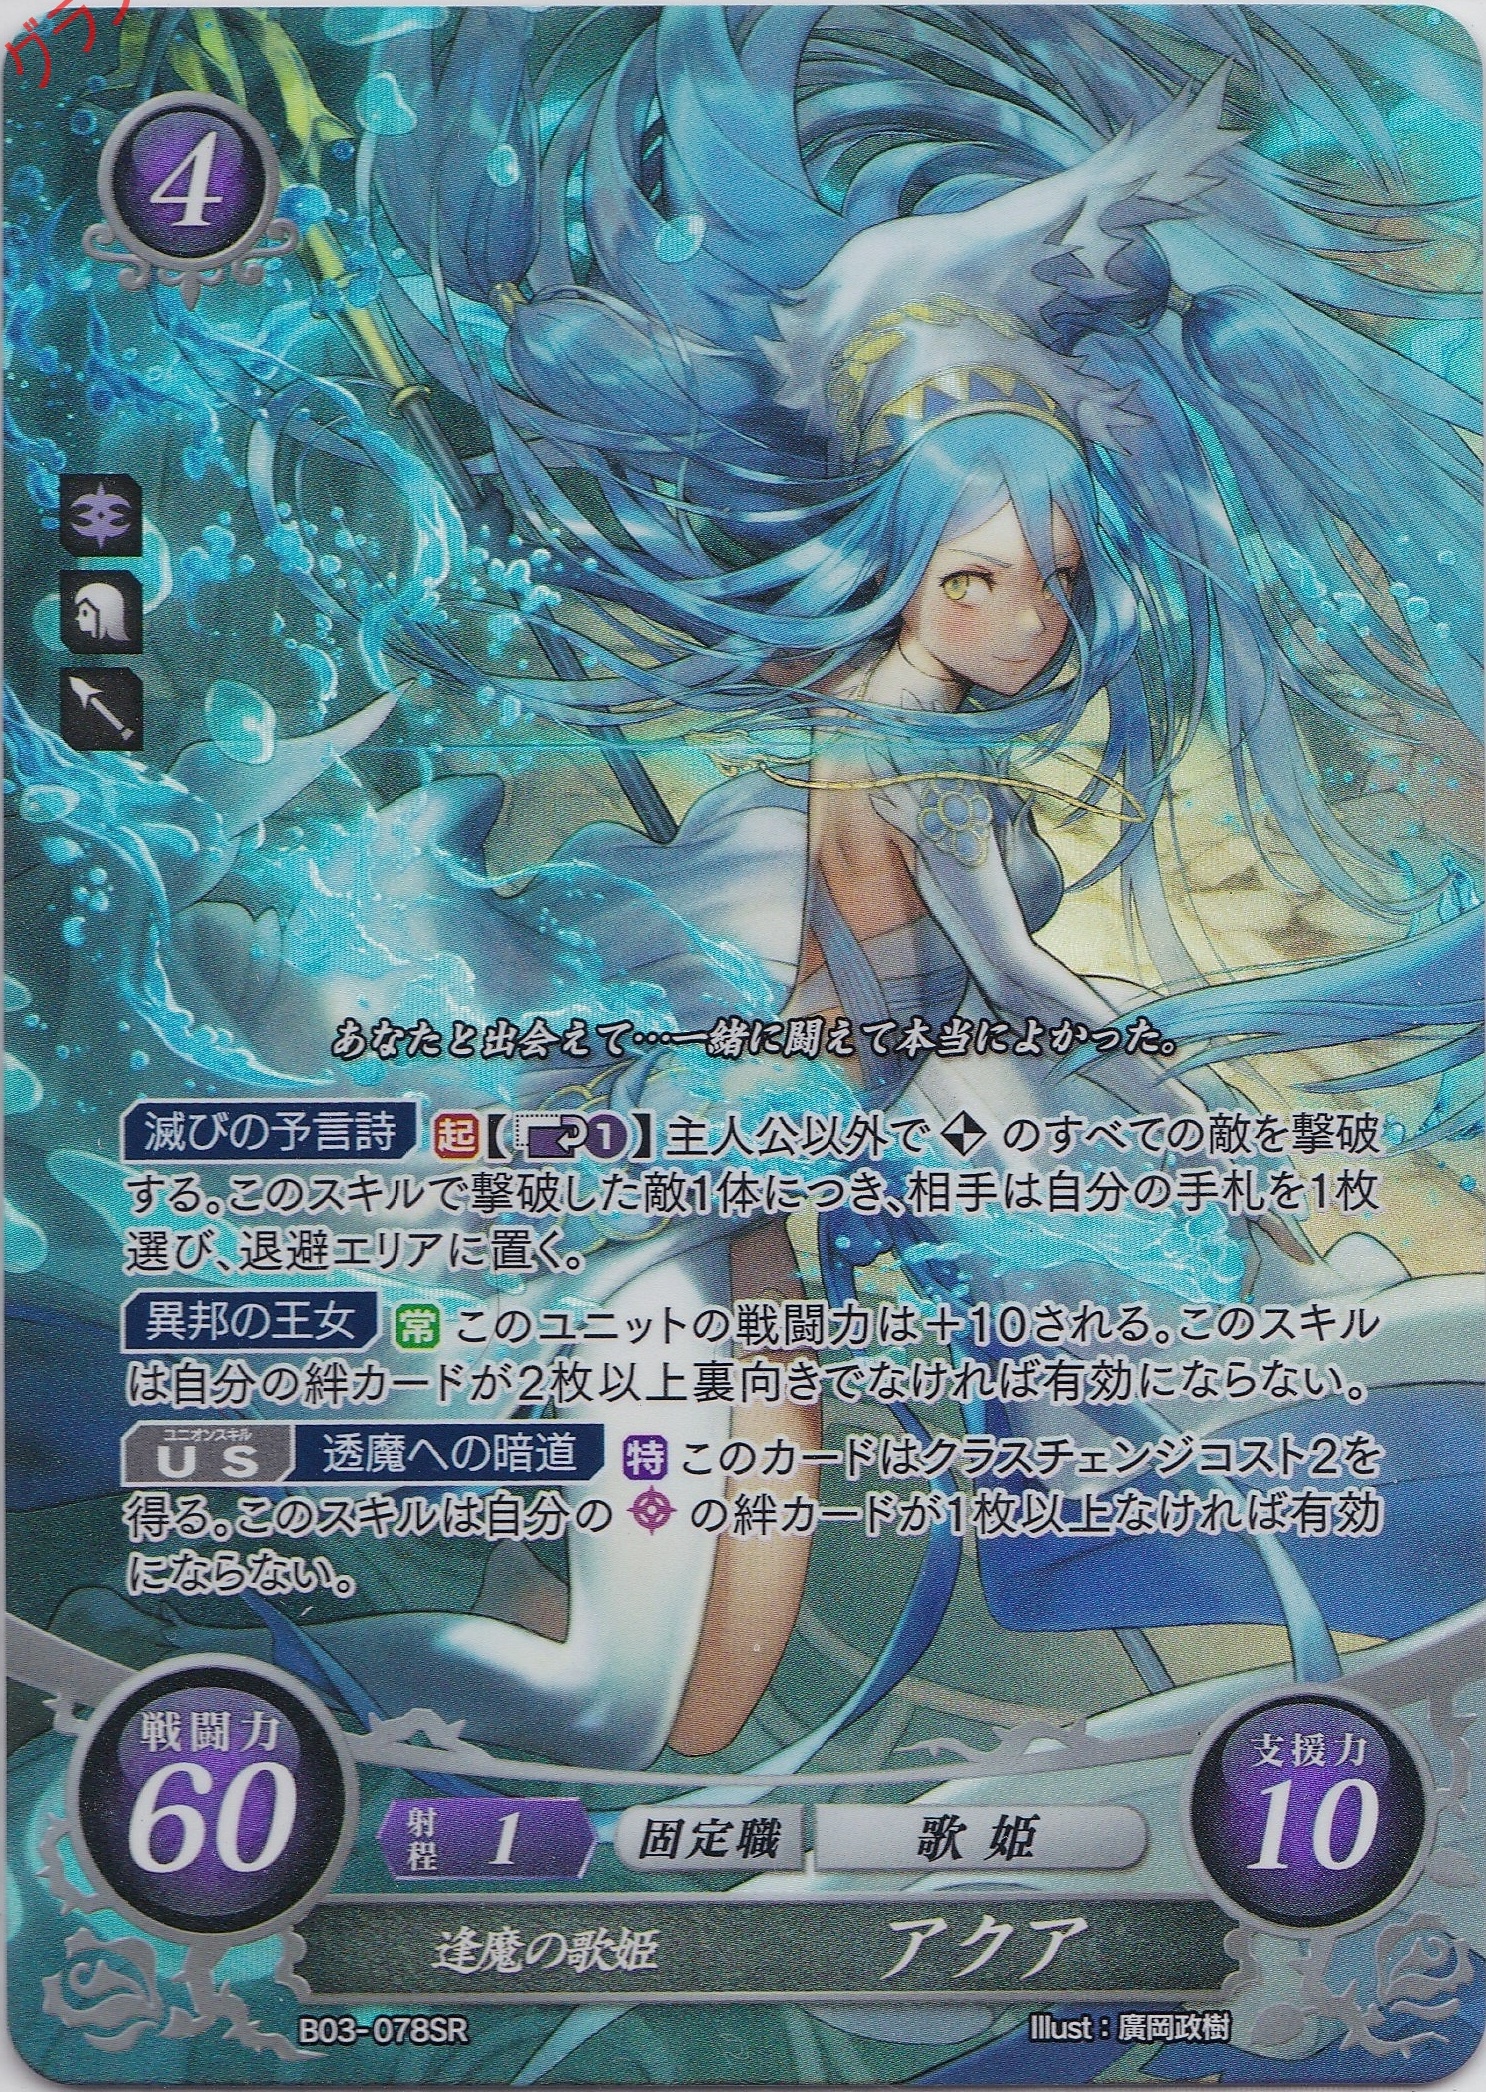 グラ
4
あなたと出会えて…一緒に闘えて本当によかった。
滅びの予言詩 起【1】主人公以外で のすべての敵を撃破
する。このスキルで撃破した敵1体につき、相手は自分の手札を1枚
選び、退避エリアに置く。
異邦の王女 常 このユニットの戦闘力は+10される。このスキル
は自分の絆カードが2枚以上裏向きでなければ有効にならない。
ユニオンスキル
US 透魔への暗道 特 このカードはクラスチェンジコスト2を
得る。このスキルは自分の の絆カードが1枚以上なければ有効
にならない。
戦闘力
60
射程 1
固定職
歌姫
支援力
10
逢魔の歌姫 アクア
B03-078SR
Illust:廣岡政樹